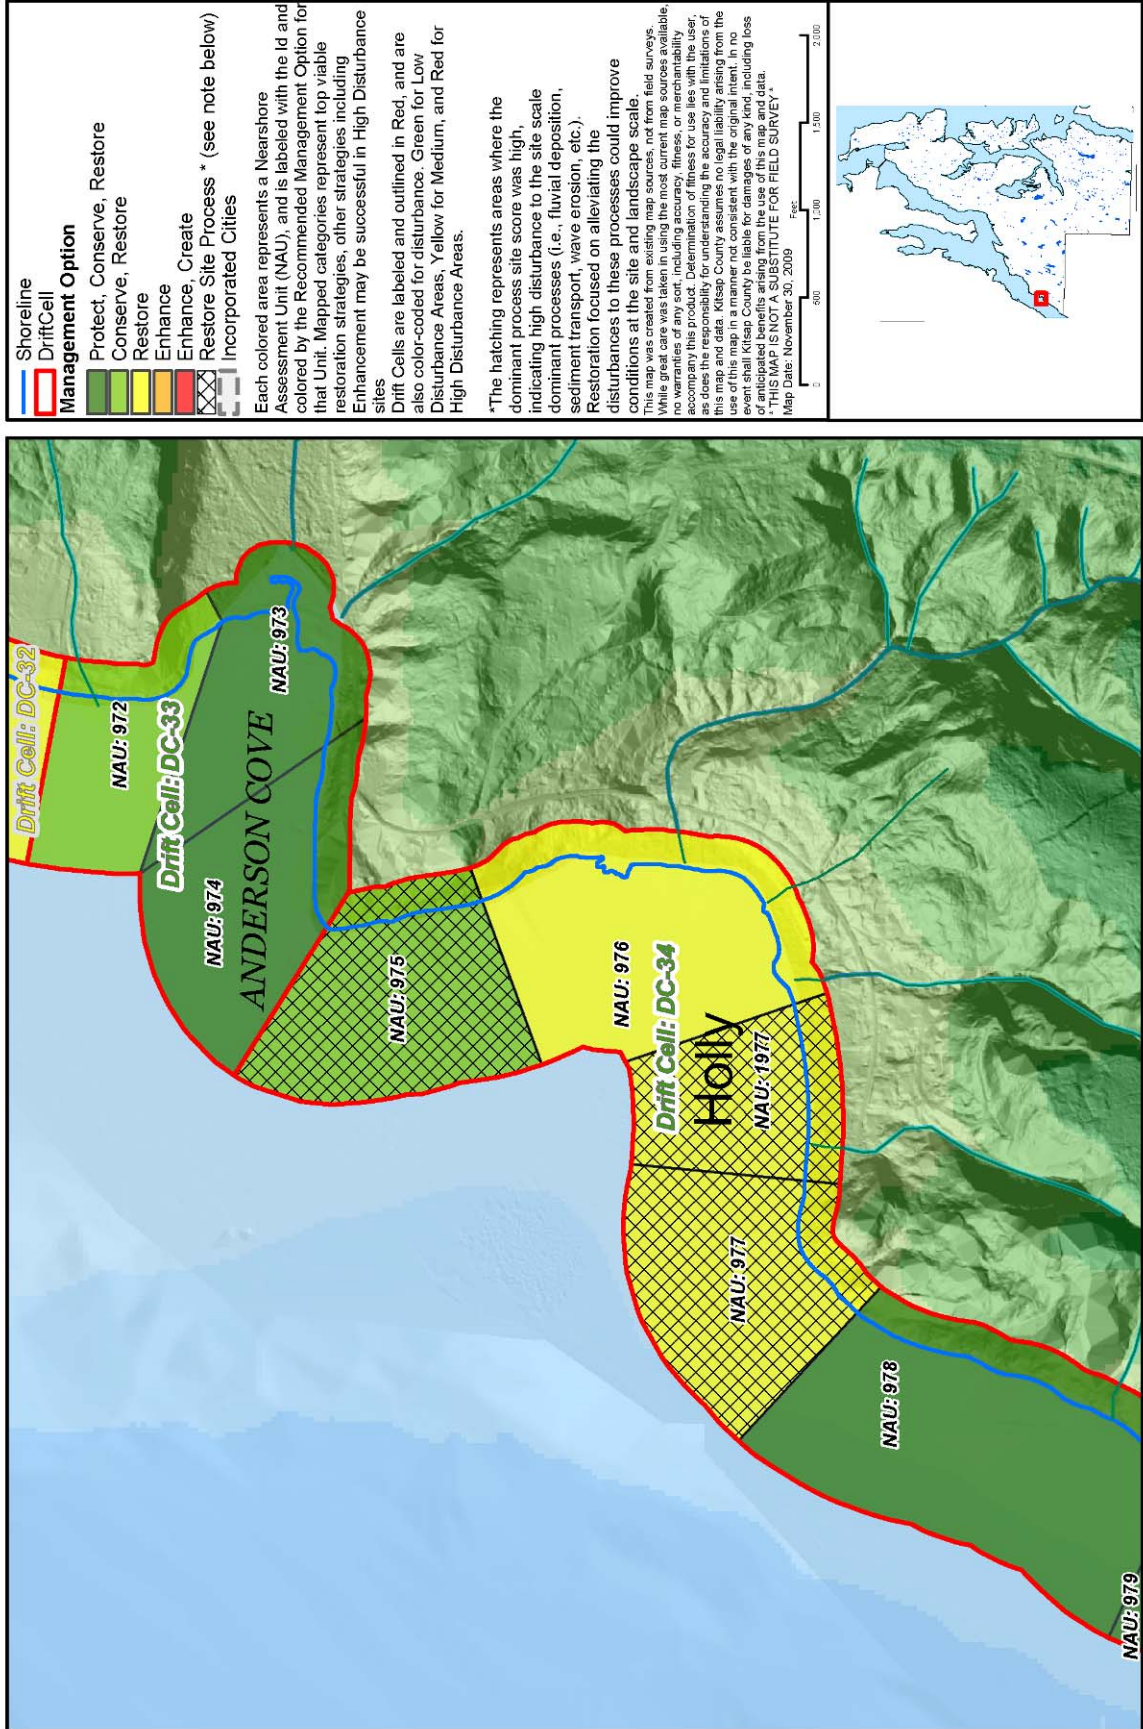 Drift Cell: DC-32
NAU: 972
Drift Cell: DC-33
NAU: 973
NAU: 974
ANDERSON COVE
NAU: 975
NAU: 976
Drift Cell: DC-34
Holly
NAU: 1977
NAU: 977
NAU: 978
NAU: 979
Shoreline
DriftCell
Management Option
Protect, Conserve, Restore
Conserve, Restore
Restore
Enhance
Enhance, Create
Restore Site Process * (see note below)
Incorporated Cities
Each colored area represents a Nearshore
Assessment Unit (NAU), and is labeled with the Id and
colored by the Recommended Management Option for
that Unit. Mapped categories represent top viable
restoration strategies, other strategies including
Enhancement may be successful in High Disturbance
sites
Drift Cells are labeled and outlined in Red, and are
also color-coded for disturbance. Green for Low
Disturbance Areas, Yellow for Medium, and Red for
High Disturbance Areas.
*The hatching represents areas where the
dominant process site score was high,
indicating high disturbance to the site scale
dominant processes (i.e., fluvial deposition,
sediment transport, wave erosion, etc.).
Restoration focused on alleviating the
disturbances to these processes could improve
conditions at the site and landscape scale.
This map was created from existing map sources, not from field surveys.
While great care was taken in using the most current map sources available,
no warranties of any sort, including accuracy, fitness, or merchantability
accompany this product. Determination of fitness for use lies with the user,
as does the responsibility for understanding the accuracy and limitations of
this map and data. Kitsap County assumes no legal liability arising from the
use of this map in a manner not consistent with the original intent. In no
event shall Kitsap County be liable for damages of any kind, including loss
of anticipated benefits arising from the use of this map and data.
* THIS MAP IS NOT A SUBSTITUTE FOR FIELD SURVEY *
Map Date: November 30, 2009
Feet
0 500 1,000 1,500 2,000